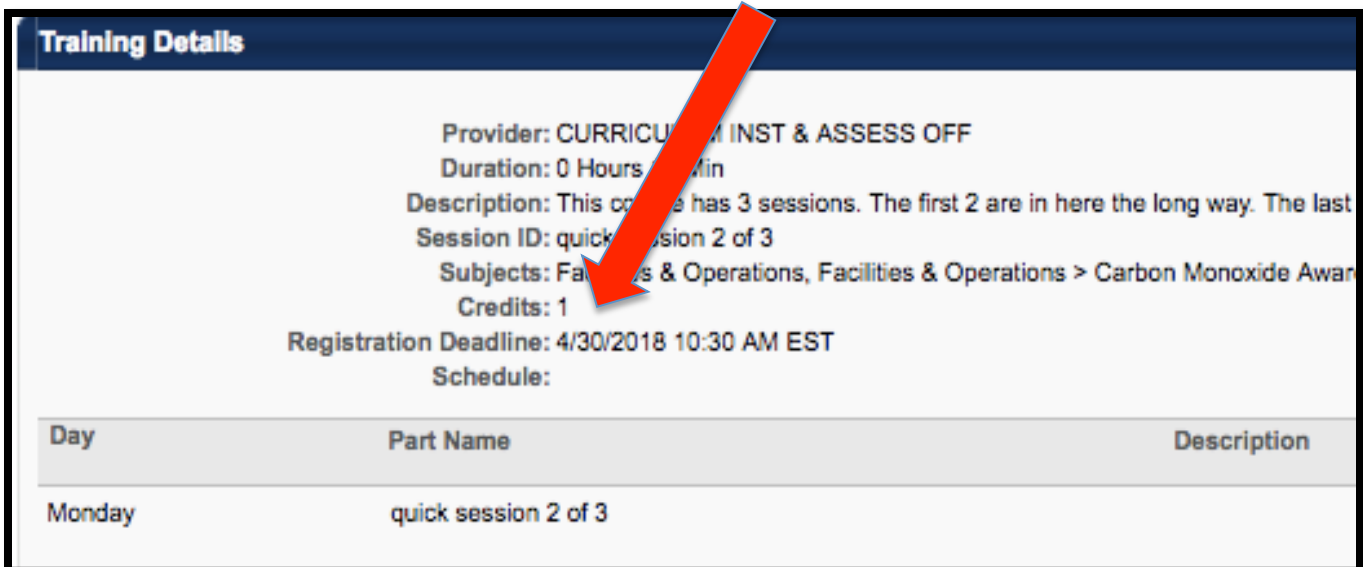 Training Details
Provider: CURRICU INST & ASSESS OFF
Duration: 0 Hours Min
Description: This has 3 sessions. The first 2 are in here the long way. The last
Session ID: quick session 2 of 3
Subjects: & Operations, Facilities & Operations > Carbon Monoxide Awar
Credits: 1
Registration Deadline: 4/30/2018 10:30 AM EST
Schedule:
Day Part Name Description
Monday quick session 2 of 3